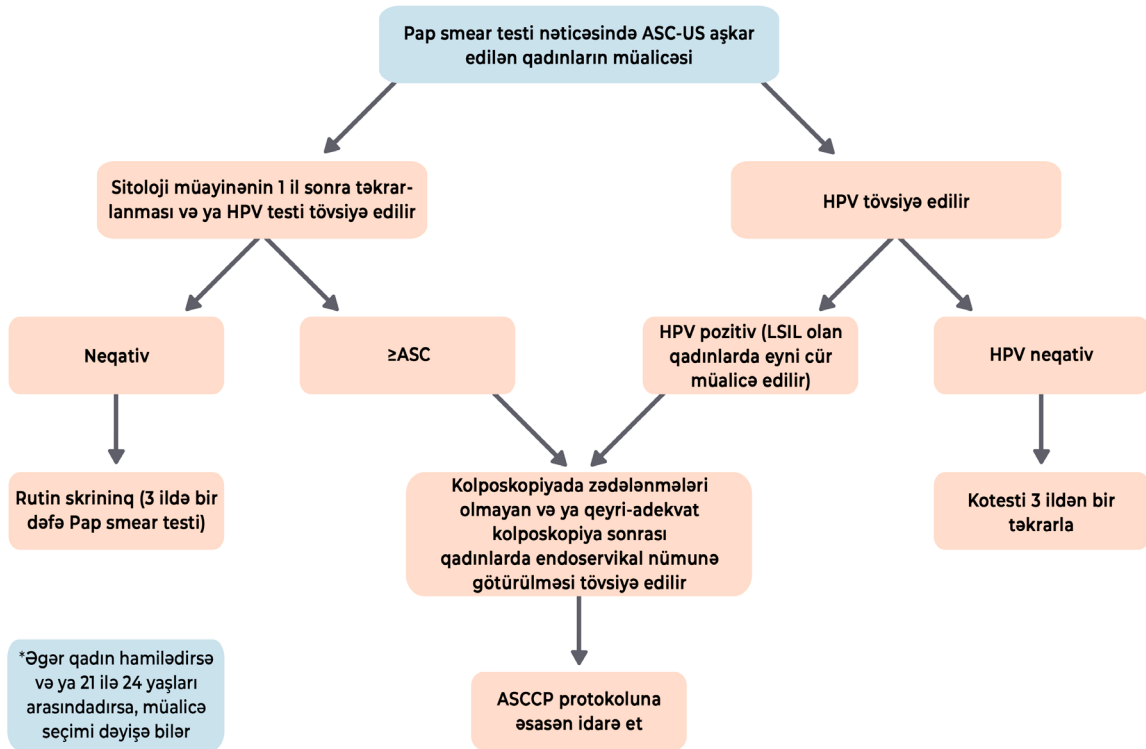 Pap smear testi nəticəsində ASC-US aşkar
edilən qadınların müalicəsi
Sitoloji müayinənin 1 il sonra təkrar-
lanması və ya HPV testi tövsiyə edilir
HPV tövsiyə edilir
Neqativ
≥ASC
HPV pozitiv (LSIL olan
qadınlarda eyni cür
müalicə edilir)
HPV neqativ
Rutin skrininq (3 ildə bir
dəfə Pap smear testi)
Kolposkopiyada zədələnmələri
olmayan və ya qeyri-adekvat
kolposkopiya sonrası
qadınlarda endoservikal nümunə
götürülməsi tövsiyə edilir
Kotesti 3 ildən bir
təkrarla
*Əgər qadın hamilədirsə
və ya 21 ilə 24 yaşları
arasındadırsa, müalicə
seçimi dəyişə bilər
ASCCP protokoluna
əsasən idarə et